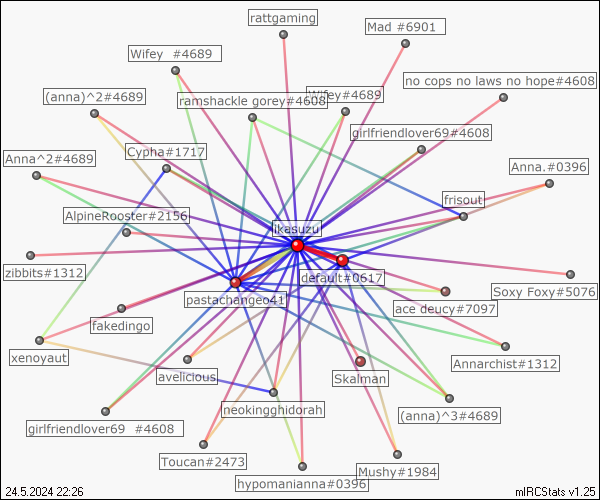 rattgaming
Mad #6901
Wifey  #4689
no cops no laws no hope#4608
(anna)^2#4689
ramshackle gorey#4608
Wifey#4689
girlfriendlover69#4608
Cypha#1717
Anna^2#4689
Anna.#0396
frisout
AlpineRooster#2156
ikasuzu
zibbits#1312
default#0617
Soxy Foxy#5076
pastachangeo41
ace deucy#7097
fakedingo
xenoyaut
Annarchist#1312
avelicious
Skalman
neokingghidorah
(anna)^3#4689
girlfriendlover69  #4608
Toucan#2473
Mushy#1984
hypomanianna#0396
24.5.2024 22:26
mIRCStats v1.25